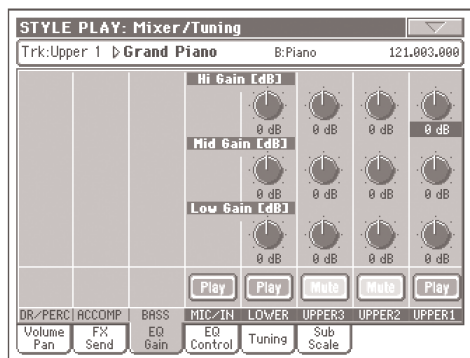 STYLE PLAY: Mixer/Tuning
Trk:Upper 1 Grand Piano B:Piano 121.003.000
Hi Gain [dB]
0 dB 0 dB 0 dB 0 dB
Mid Gain [dB]
0 dB 0 dB 0 dB 0 dB
Low Gain [dB]
0 dB 0 dB 0 dB 0 dB
Play Play Mute Mute Play
DR/PERC ACCOMP BASS MIC/IN LOWER UPPER3 UPPER2 UPPER1
Volume Pan FX Send EQ Gain EQ Control Tuning Sub Scale